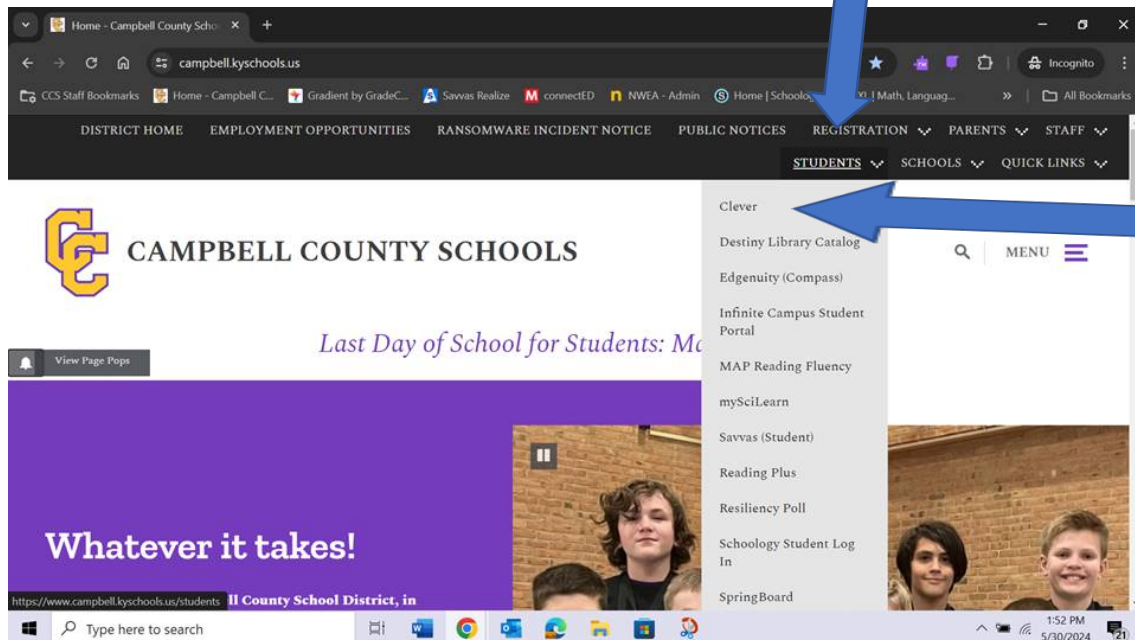 Home - Campbell County Scho
campbell.kyschools.us
Incognito
CCS Staff Bookmarks Home - Campbell C... Gradient by GradeC... Savvas Realize connectED NWEA - Admin Home | Schoolo XL | Math, Languag... » All Bookmarks
DISTRICT HOME EMPLOYMENT OPPORTUNITIES RANSOMWARE INCIDENT NOTICE PUBLIC NOTICES REGISTRATION PARENTS STAFF
STUDENTS SCHOOLS QUICK LINKS
CC
CAMPBELL COUNTY SCHOOLS
MENU
Clever
Destiny Library Catalog
Edgenuity (Compass)
Infinite Campus Student
Portal
MAP Reading Fluency
mySciLearn
Savvas (Student)
Reading Plus
Resiliency Poll
Schoology Student Log
In
SpringBoard
Last Day of School for Students:
View Page Pops
Whatever it takes!
ll County School District, in
https://www.campbell.kyschools.us/students
Type here to search
1:52 PM
5/30/2024
2